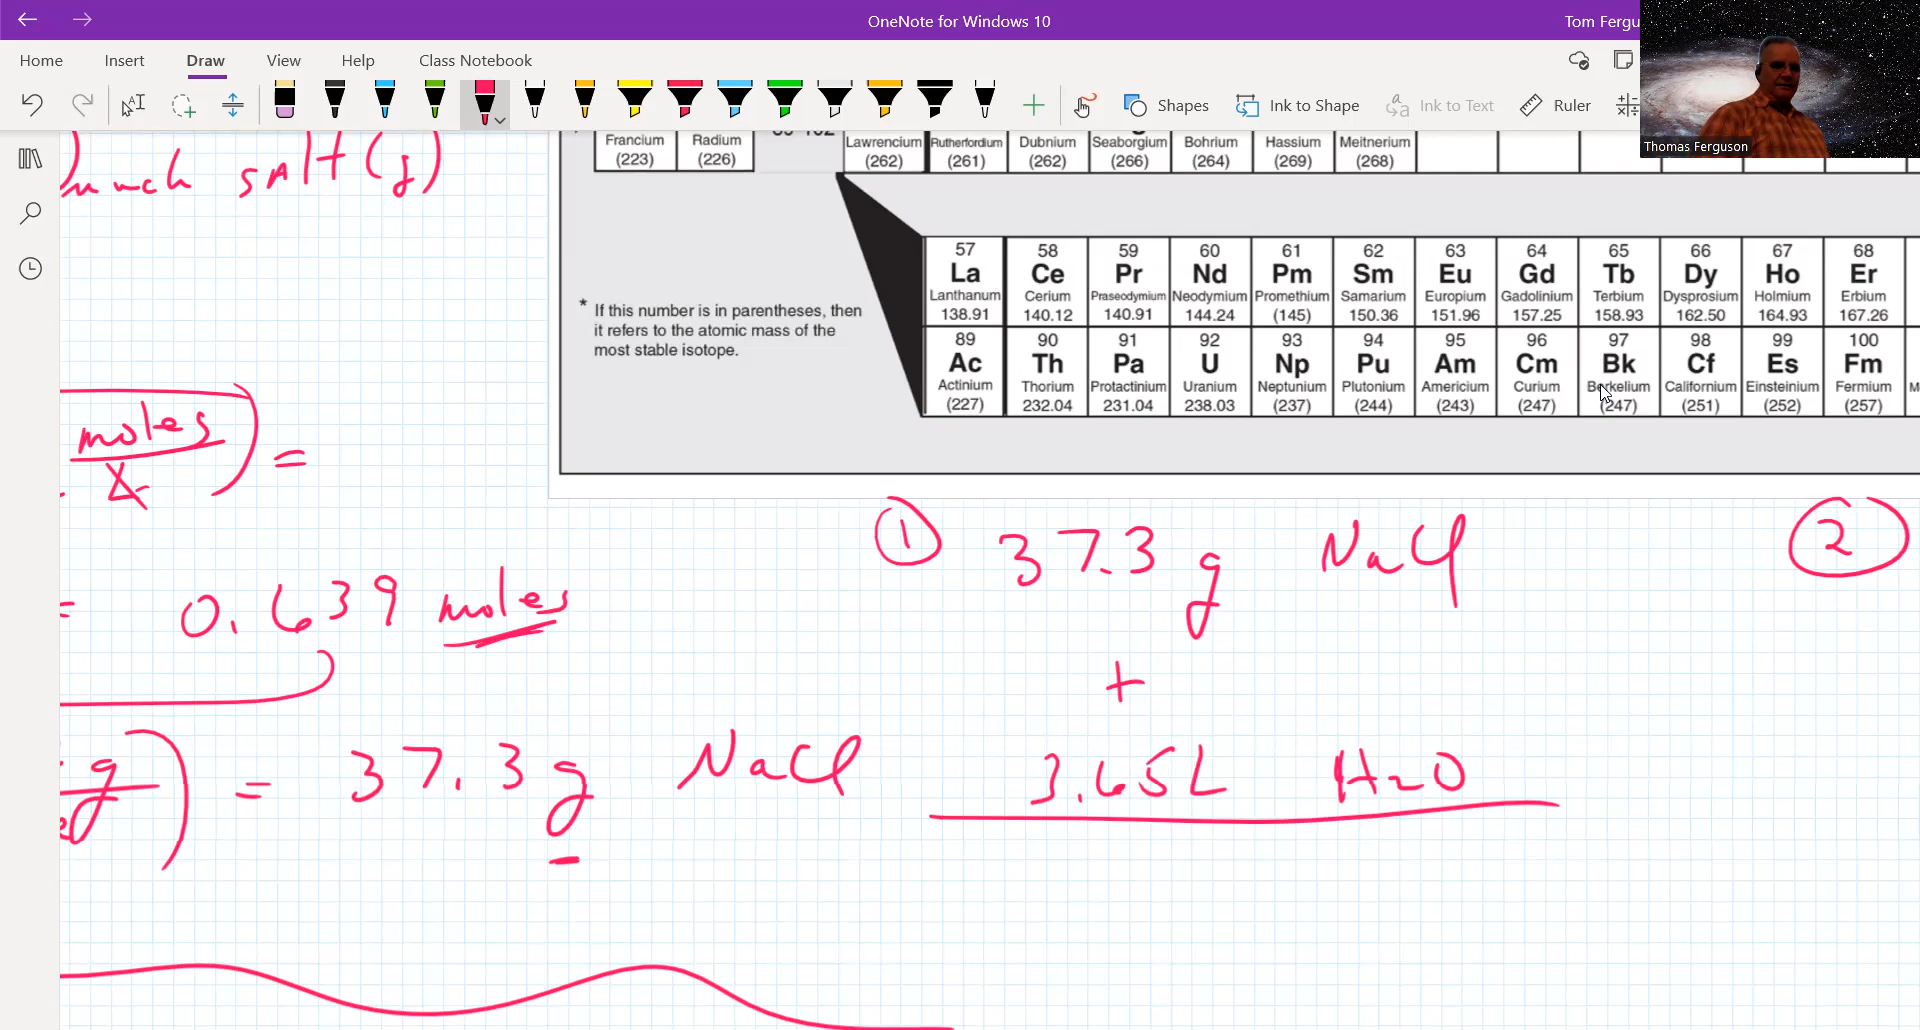 OneNote for Windows 10
Tom Fergu
Home Insert Draw View Help Class Notebook
Shapes Ink to Shape Ink to Text Ruler
Thomas Ferguson
salt (g)
Francium Radium Lawrencium Rutherfordium Dubnium Seaborgium Bohrium Hassium Meitnerium
(223) (226) (262) (261) (262) (266) (264) (269) (268)
57 58 59 60 61 62 63 64 65 66 67 68
La Ce Pr Nd Pm Sm Eu Gd Tb Dy Ho Er
Lanthanum Cerium Praseodymium Neodymium Promethium Samarium Europium Gadolinium Terbium Dysprosium Holmium Erbium
138.91 140.12 140.91 144.24 (145) 150.36 151.96 157.25 158.93 162.50 164.93 167.26
89 90 91 92 93 94 95 96 97 98 99 100
Ac Th Pa U Np Pu Am Cm Bk Cf Es Fm
Actinium Thorium Protactinium Uranium Neptunium Plutonium Americium Curium Berkelium Californium Einsteinium Fermium
(227) 232.04 231.04 238.03 (237) (244) (243) (247) (247) (251) (252) (257)
* If this number is in parentheses, then
it refers to the atomic mass of the
most stable isotope.
moles
) =
= 0.639 moles
g ) = 37.3 g NaCl
1 37.3 g NaCl
+
3.65L H2O
2